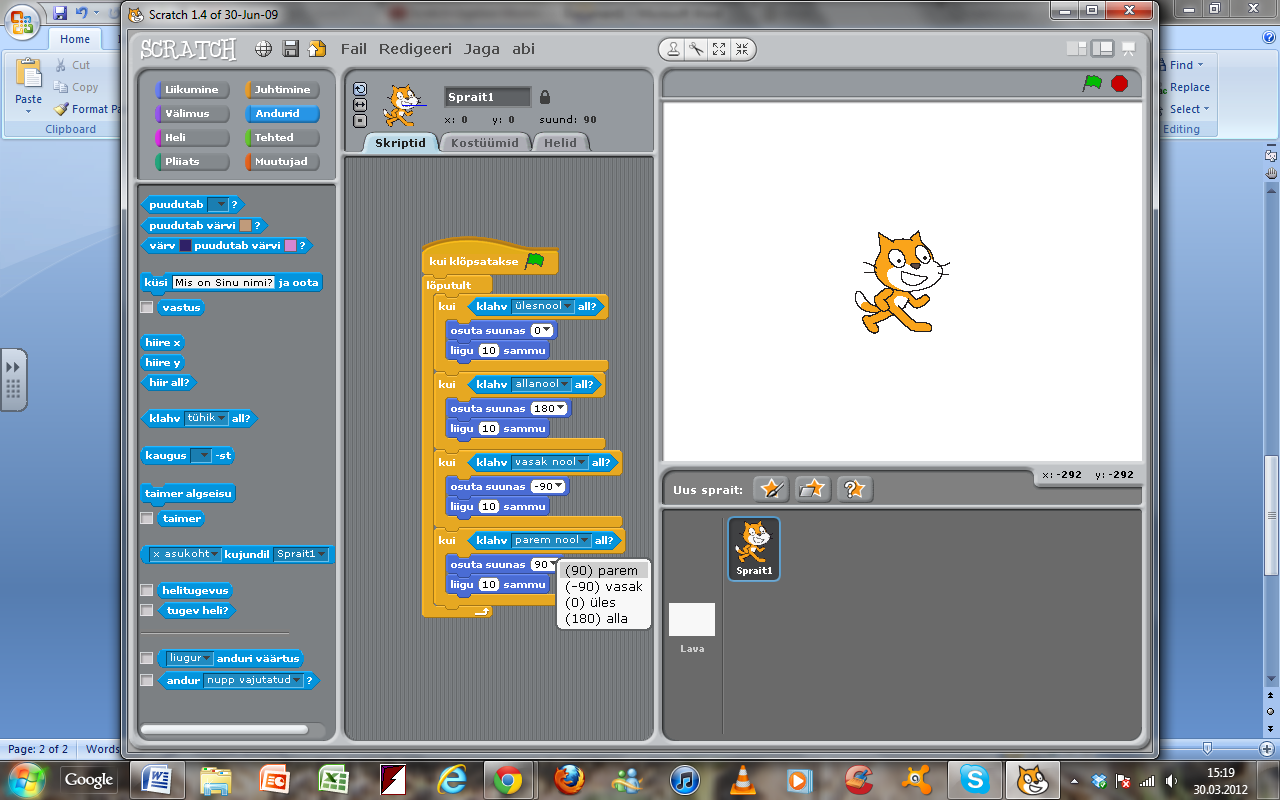 Scratch 1.4 of 30-Jun-09
Home
Cut
Copy
Format Pa
Paste
Clipboard
Find
Replace
Select
Editing
SCRATCH
Fail Redigeeri Jaga abi
Liikumine Juhtimine
Välimus Andurid
Heli Tehted
Pliiats Muutujad
Sprait1
x: 0 y: 0 suund: 90
Skriptid Kostüümid Helid
puudutab ?
puudutab värvi ?
värv puudutab värvi ?
küsi Mis on Sinu nimi? ja oota
vastus
hiire x
hiire y
hiir all?
klahv tühik all?
kaugus -st
taimer algseisu
taimer
x asukoht kujundil Sprait1
helitugevus
tugev heli?
liugur anduri väärtus
andur nupp vajutatud ?
kui klõpsatakse
lõputult
kui klahv ülesnool all?
osuta suunas 0
liigu 10 sammu
kui klahv allanool all?
osuta suunas 180
liigu 10 sammu
kui klahv vasak nool all?
osuta suunas -90
liigu 10 sammu
kui klahv parem nool all?
osuta suunas 90
liigu 10 sammu
(90) parem
(-90) vasak
(0) üles
(180) alla
x: -292 y: -292
Uus sprait:
Sprait1
Lava
Page: 2 of 2 Words
Google
15:19
30.03.2012